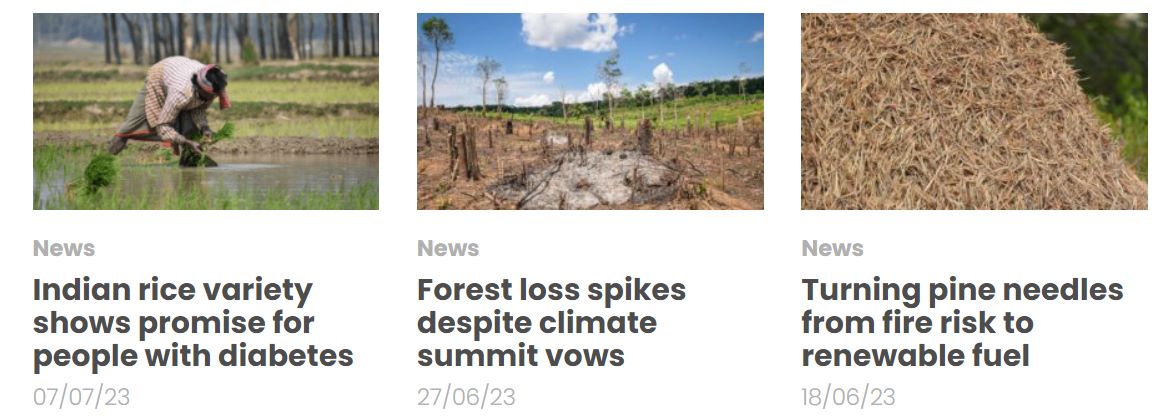 News
Indian rice variety
shows promise for
people with diabetes
07/07/23
News
Forest loss spikes
despite climate
summit vows
27/06/23
News
Turning pine needles
from fire risk to
renewable fuel
18/06/23